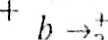 + b →⁺